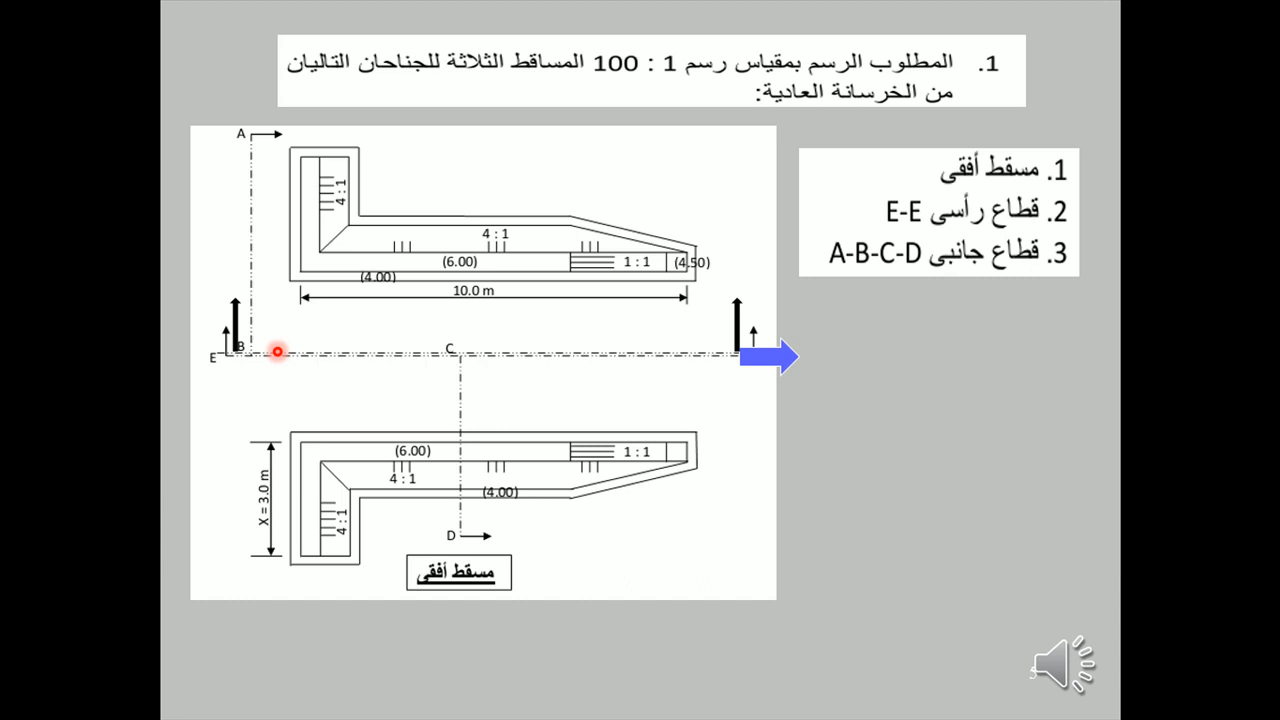 1. المطلوب الرسم بمقياس رسم 1 : 100 المساقط الثلاثة للجناحان التاليان
من الخرسانة العادية:
1. مسقط أفقى
2. قطاع رأسى E-E
3. قطاع جانبى A-B-C-D
A
4 : 1
4 : 1
(6.00)
1 : 1
(4.50)
(4.00)
10.0 m
B
C
E
(6.00)
1 : 1
4 : 1
(4.00)
X = 3.0 m
4 : 1
D
مسقط أفقى